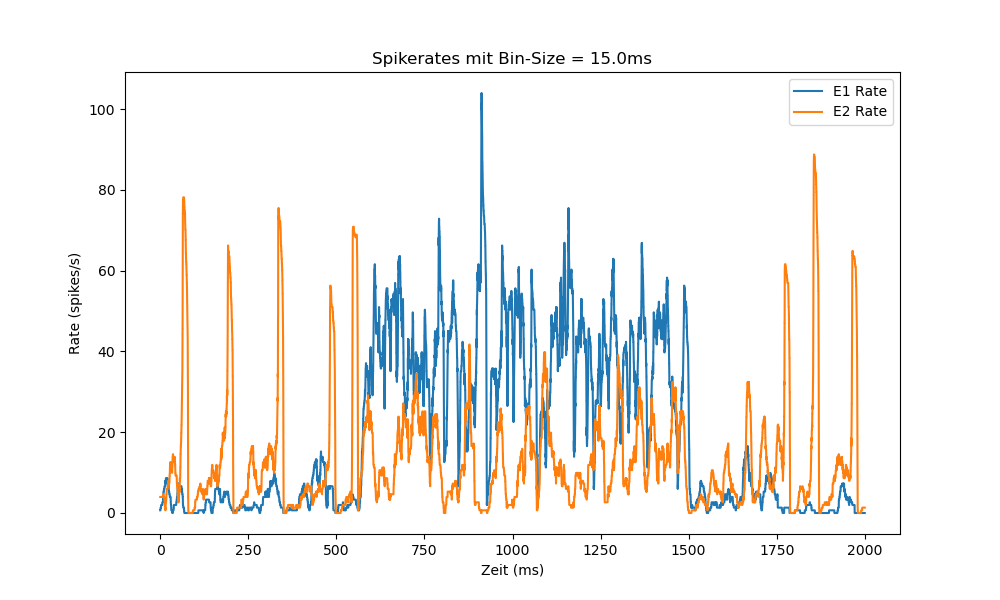 Spikerates mit Bin-Size = 15.0ms
E1 Rate
E2 Rate
100
80
60
40
20
0
Rate (spikes/s)
0 250 500 750 1000 1250 1500 1750 2000
Zeit (ms)